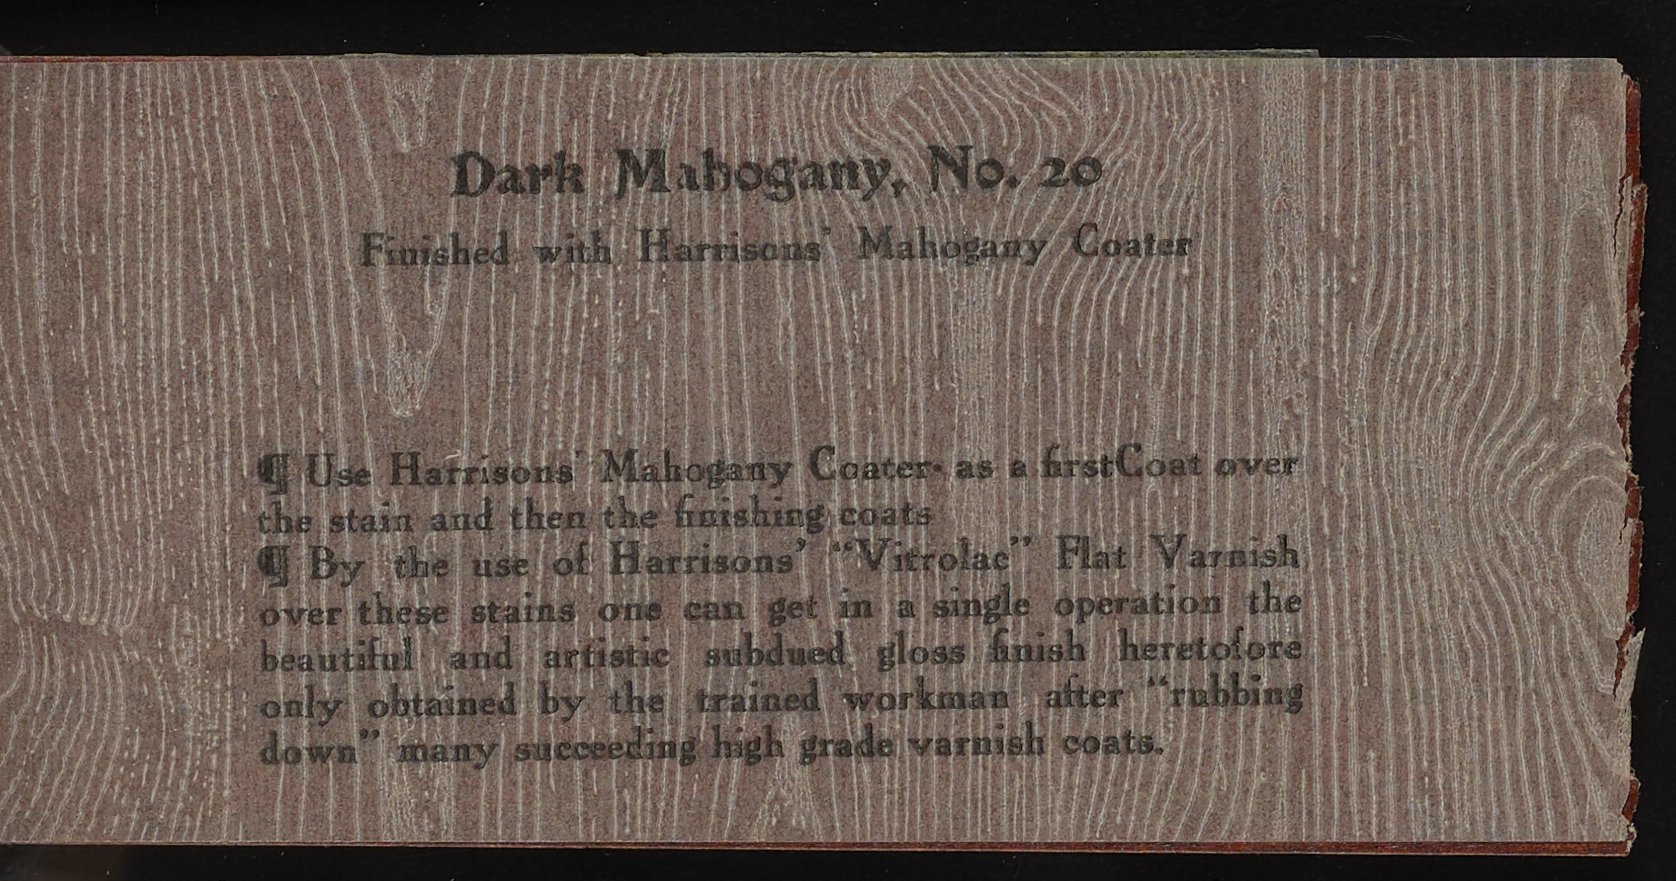 Dark Mahogany, No. 20
Finished with Harrisons' Mahogany Coater
¶ Use Harrisons' Mahogany Coater as a first Coat over
the stain and then the finishing coats
¶ By the use of Harrisons' "Vitrolac" Flat Varnish
over these stains one can get in a single operation the
beautiful and artistic subdued gloss finish heretofore
only obtained by the trained workman after "rubbing
down" many succeeding high grade varnish coats.